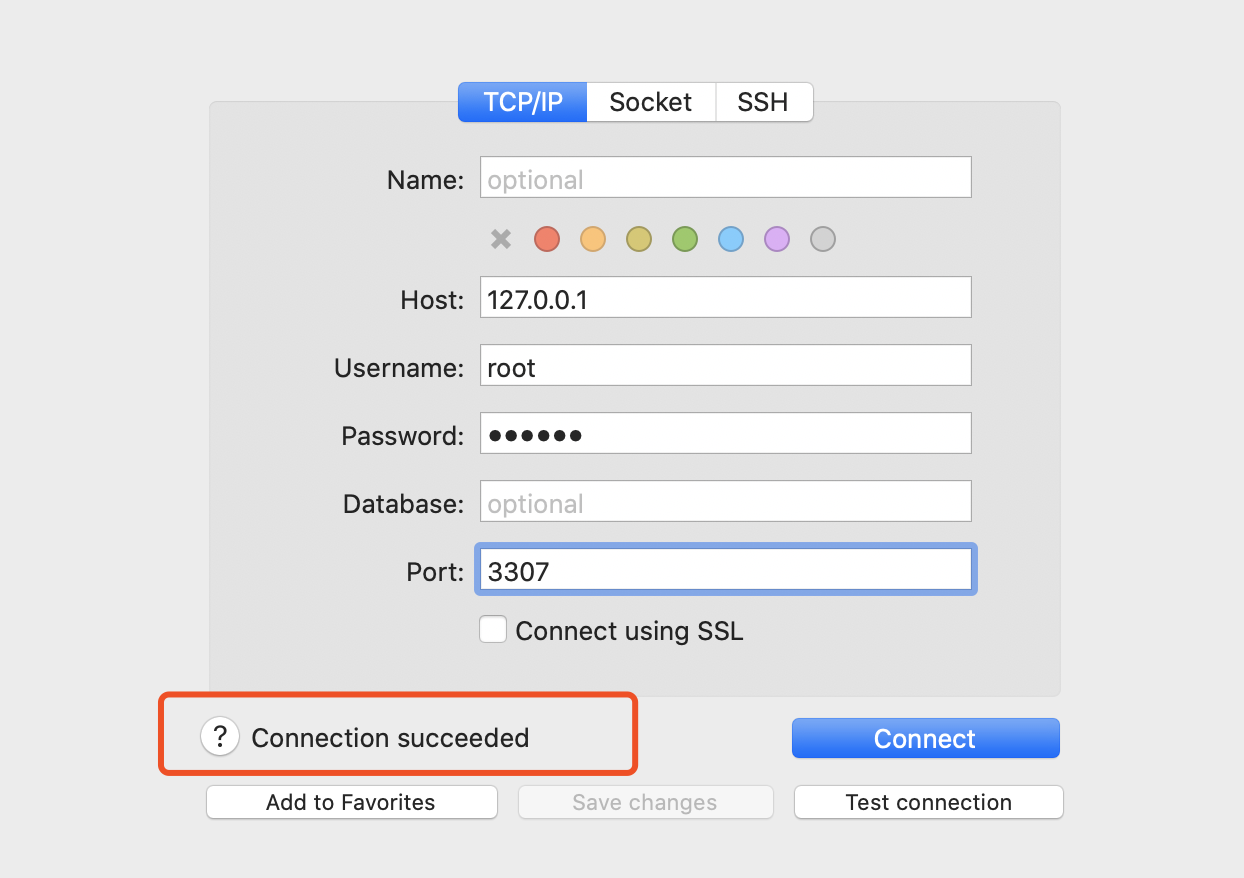 TCP/IP Socket SSH
Name: optional
Host: 127.0.0.1
Username: root
Password: ●●●●●●
Database: optional
Port: 3307
Connect using SSL
? Connection succeeded Connect
Add to Favorites Save changes Test connection